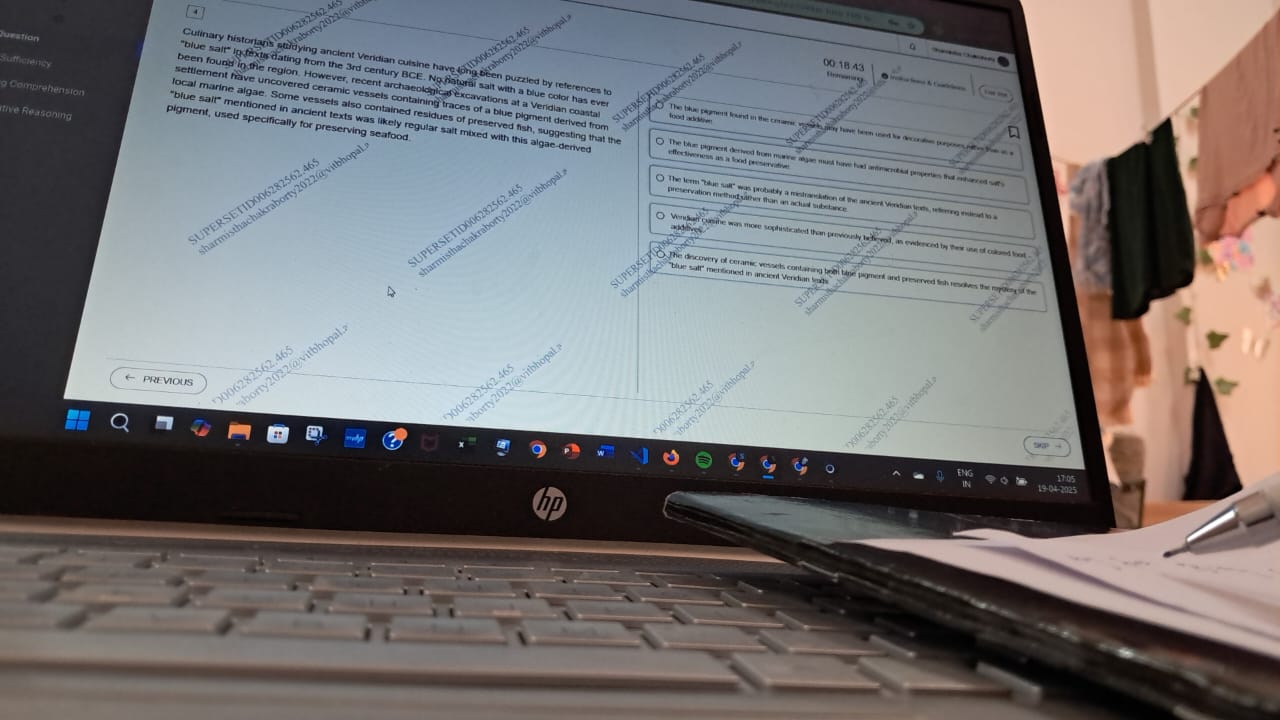 Question
Sufficiency
g Comprehension
tive Reasoning
4
Culinary historians studying ancient Veridian cuisine have long been puzzled by references to
"blue salt" in texts dating from the 3rd century BCE. No natural salt with a blue color has ever
been found in the region. However, recent archaeological excavations at a Veridian coastal
settlement have uncovered ceramic vessels containing traces of a blue pigment derived from
local marine algae. Some vessels also contained residues of preserved fish, suggesting that the
"blue salt" mentioned in ancient texts was likely regular salt mixed with this algae-derived
pigment, used specifically for preserving seafood.
00:18:43
Remaining
Instructions & Guidelines
The blue pigment found in the ceramic vessels may have been used for decorative purposes rather than as a
food additive.
The blue pigment derived from marine algae must have had antimicrobial properties that enhanced salt's
effectiveness as a food preservative.
The term "blue salt" was probably a mistranslation of the ancient Veridian texts, referring instead to a
preservation method rather than an actual substance.
Veridian cuisine was more sophisticated than previously believed, as evidenced by their use of colored food
additives.
The discovery of ceramic vessels containing both blue pigment and preserved fish resolves the mystery of the
"blue salt" mentioned in ancient Veridian texts.
SUPERSETID006282562.465
sharmisthachakraborty2022@vitbhopal.a
← PREVIOUS
SKIP →
ENG
IN
17:05
19-04-2025
hp